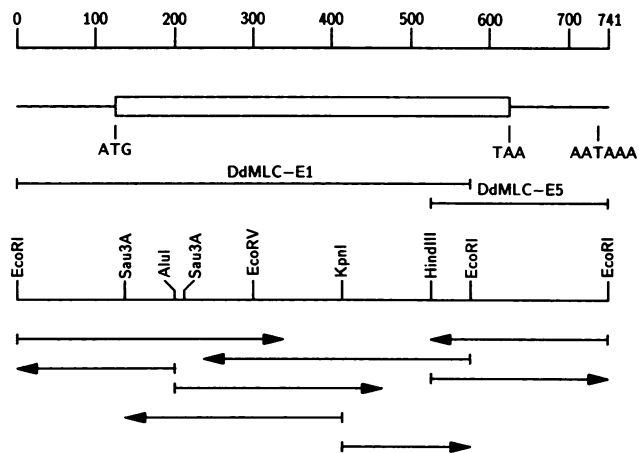 0 100 200 300 400 500 600 700 741
ATG TAA AATAAA
DdMLC-E1
DdMLC-E5
EcoRI Sau3A AluI Sau3A EcoRV KpnI HindIII EcoRI EcoRI